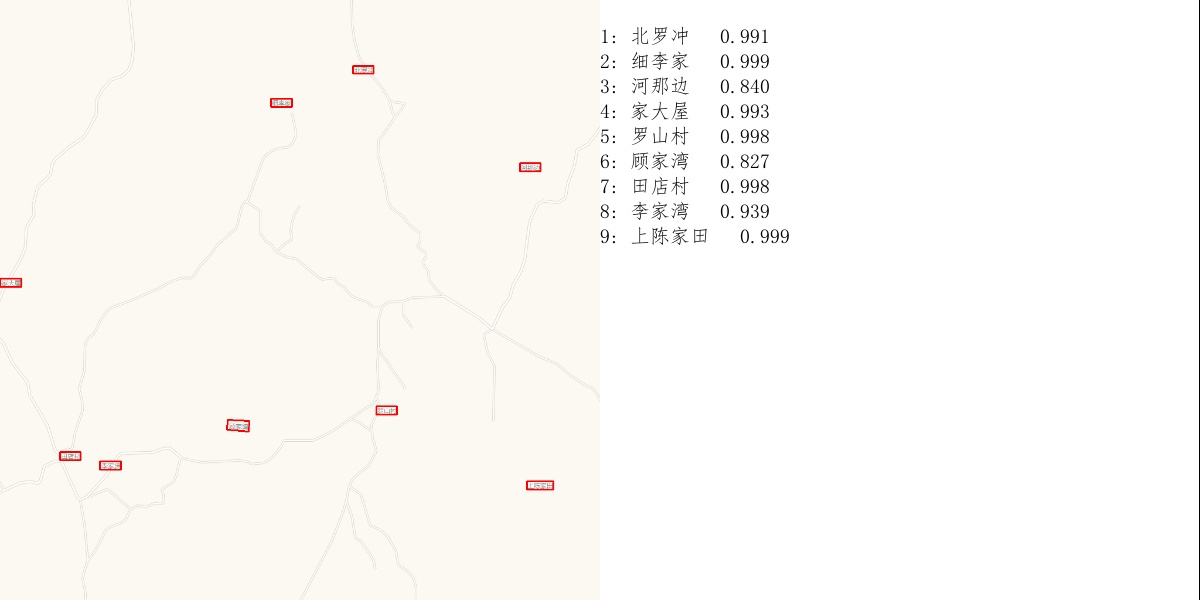 1: 北罗冲 0.991
2: 细李家 0.999
3: 河那边 0.840
4: 家大屋 0.993
5: 罗山村 0.998
6: 顾家湾 0.827
7: 田店村 0.998
8: 李家湾 0.939
9: 上陈家田 0.999